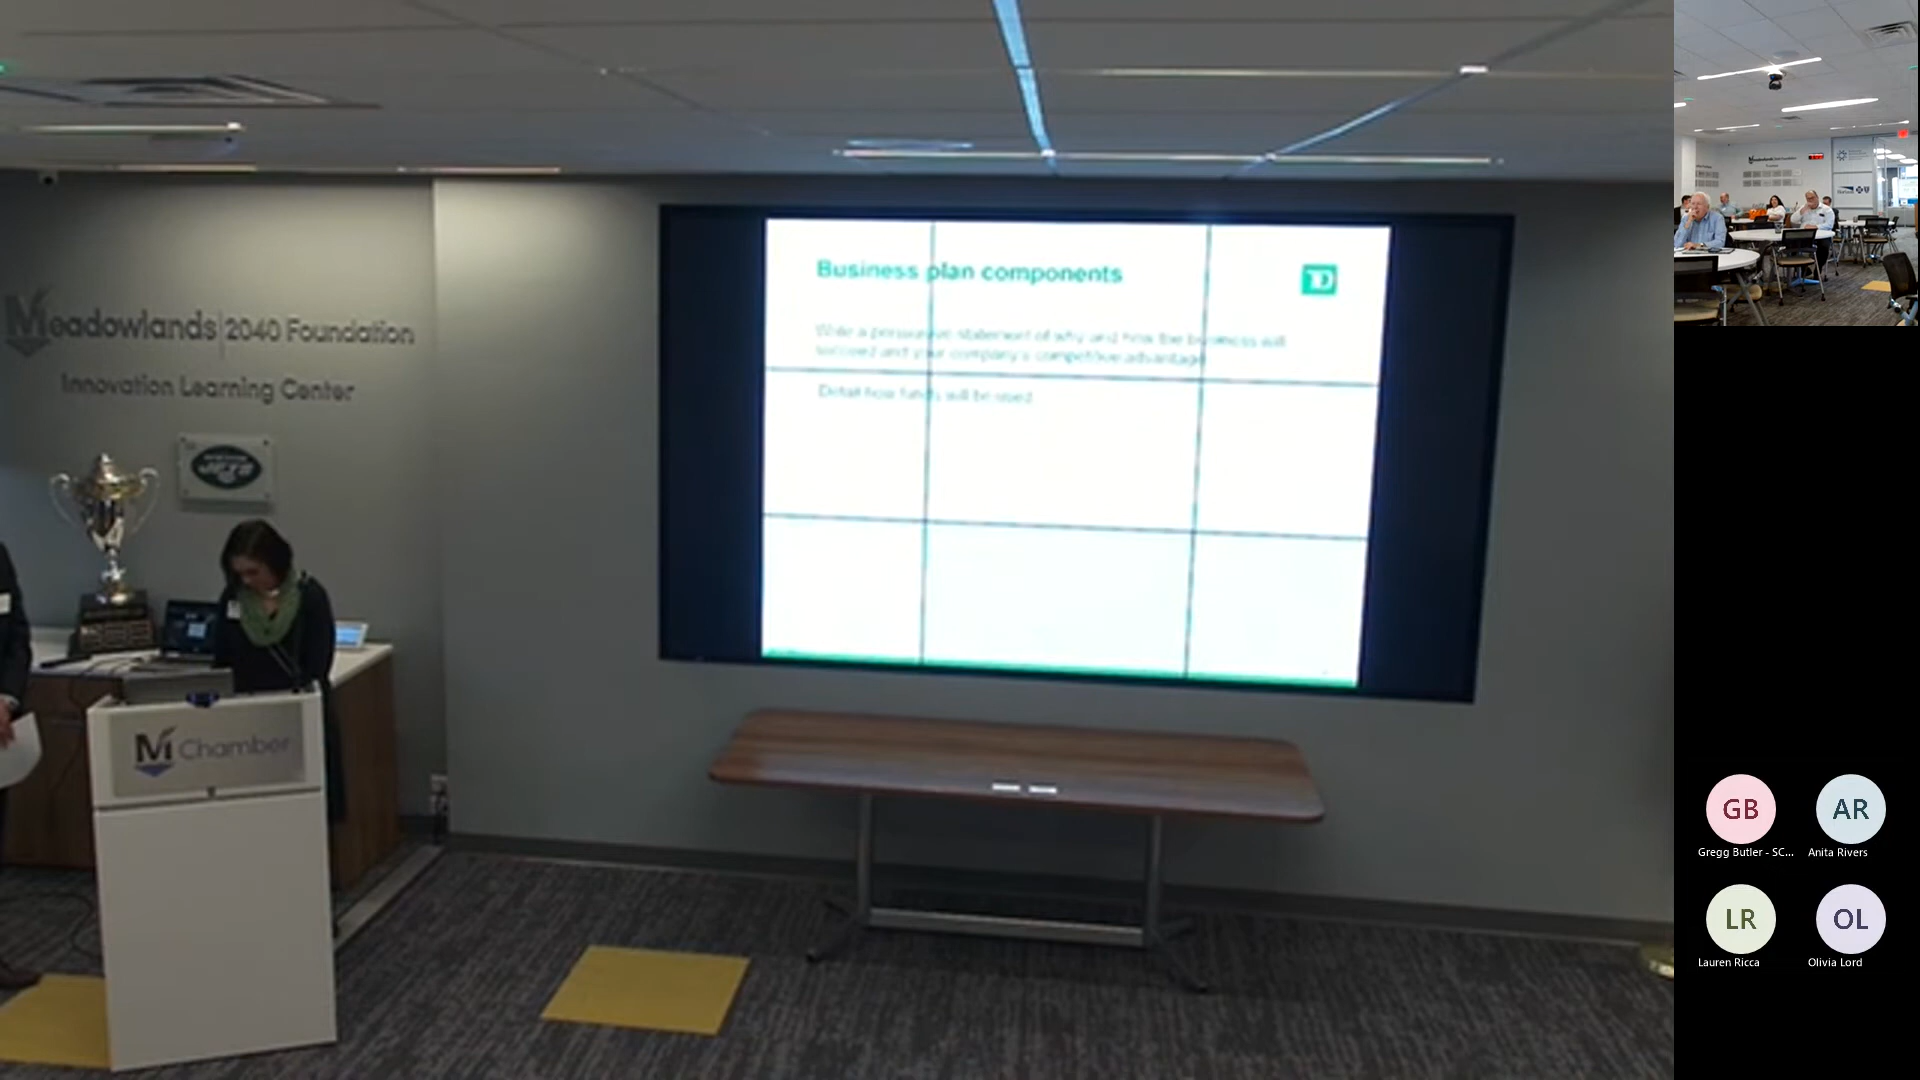 Meadowlands 2040 Foundation
Innovation Learning Center
JETS
M Chamber
Business plan components
TD
Write a persuasive statement of why and how the business will
succeed and your company's competitive advantage
Detail how funds will be used
GB
AR
Gregg Butler - SC...
Anita Rivers
LR
OL
Lauren Ricca
Olivia Lord